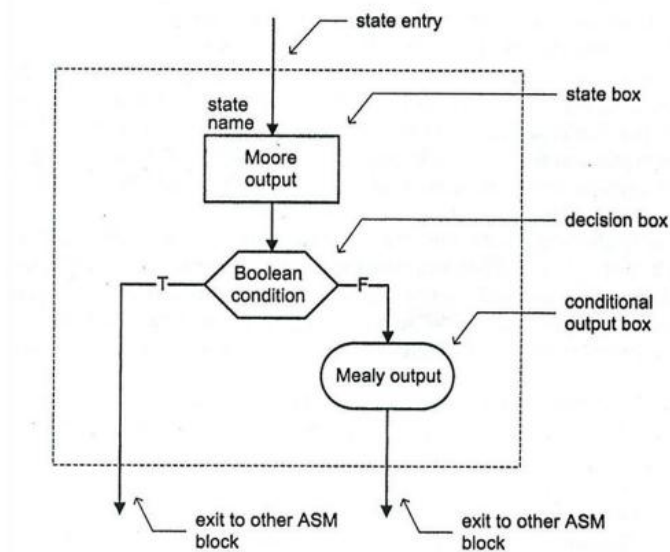 state entry
state
name
state box
Moore
output
decision box
Boolean
condition
T
F
conditional
output box
Mealy output
exit to other ASM
block
exit to other ASM
block